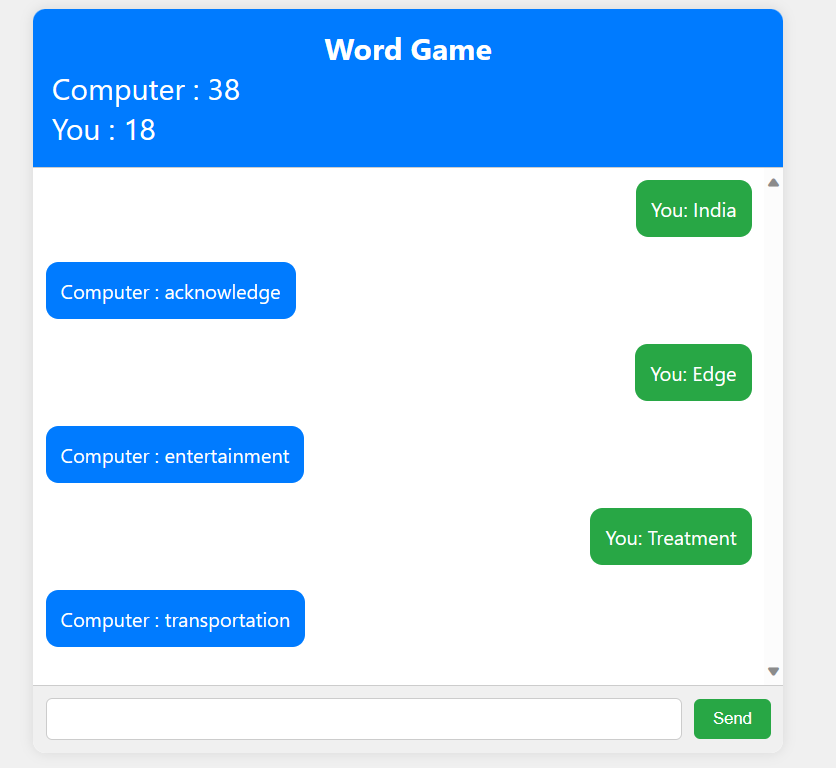 Word Game
Computer : 38
You : 18
You: India
Computer : acknowledge
You: Edge
Computer : entertainment
You: Treatment
Computer : transportation
Send